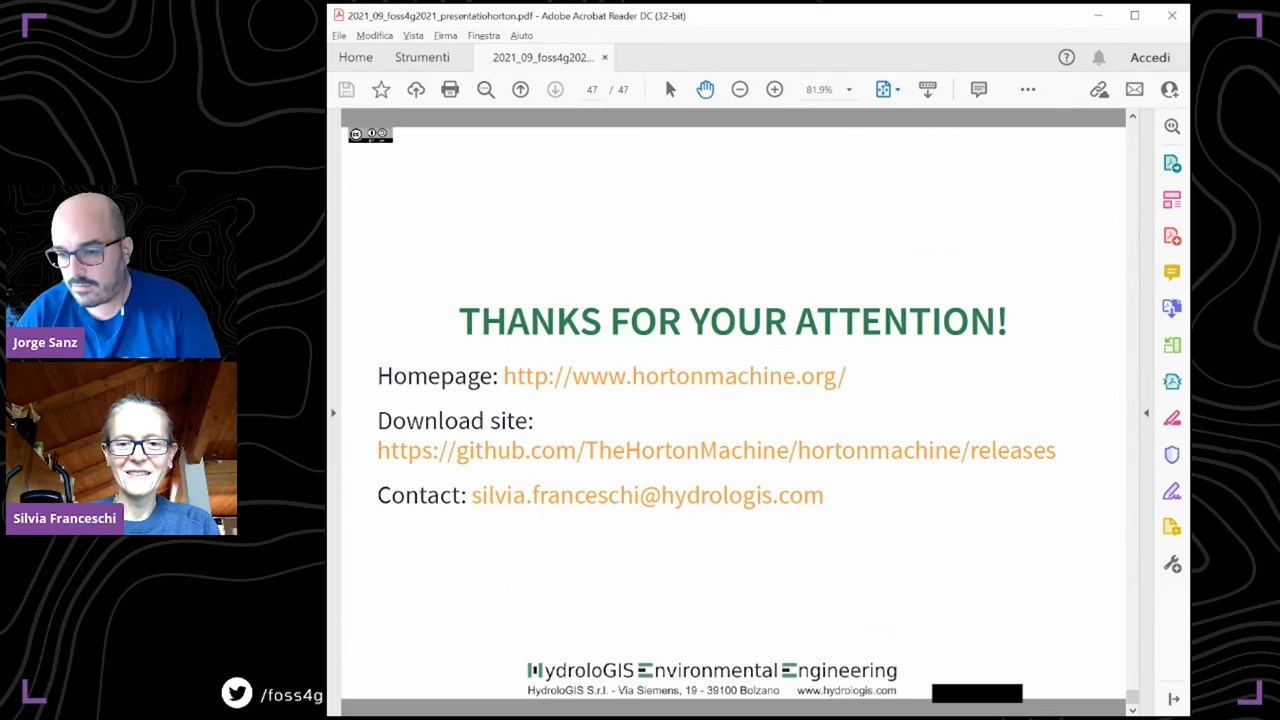 2021_09_foss4g2021_presentatiohorton.pdf - Adobe Acrobat Reader DC (32-bit)
File Modifica Vista Firma Finestra Aiuto
Home Strumenti 2021_09_foss4g202... × Accedi
47 / 47 81.9%
THANKS FOR YOUR ATTENTION!
Homepage: http://www.hortonmachine.org/
Download site:
https://github.com/TheHortonMachine/hortonmachine/releases
Contact: silvia.franceschi@hydrologis.com
Jorge Sanz
Silvia Franceschi
HydroloGIS Environmental Engineering
HydroloGIS S.r.l. - Via Siemens, 19 - 39100 Bolzano www.hydrologis.com
/foss4g